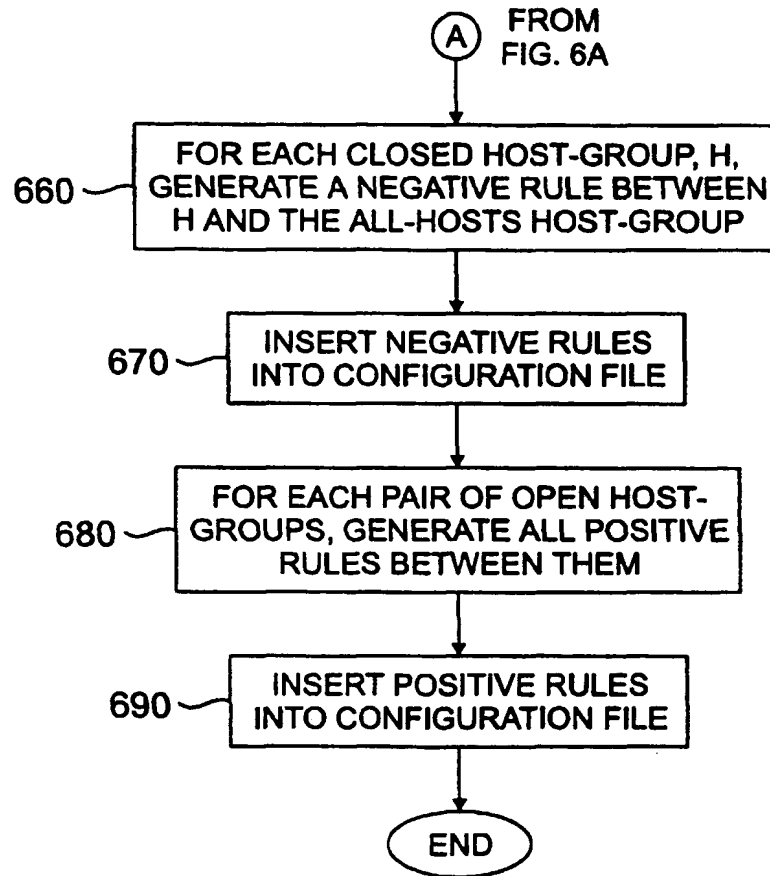 A
FROM
FIG. 6A
660
FOR EACH CLOSED HOST-GROUP, H,
GENERATE A NEGATIVE RULE BETWEEN
H AND THE ALL-HOSTS HOST-GROUP
670
INSERT NEGATIVE RULES
INTO CONFIGURATION FILE
680
FOR EACH PAIR OF OPEN HOST-
GROUPS, GENERATE ALL POSITIVE
RULES BETWEEN THEM
690
INSERT POSITIVE RULES
INTO CONFIGURATION FILE
END